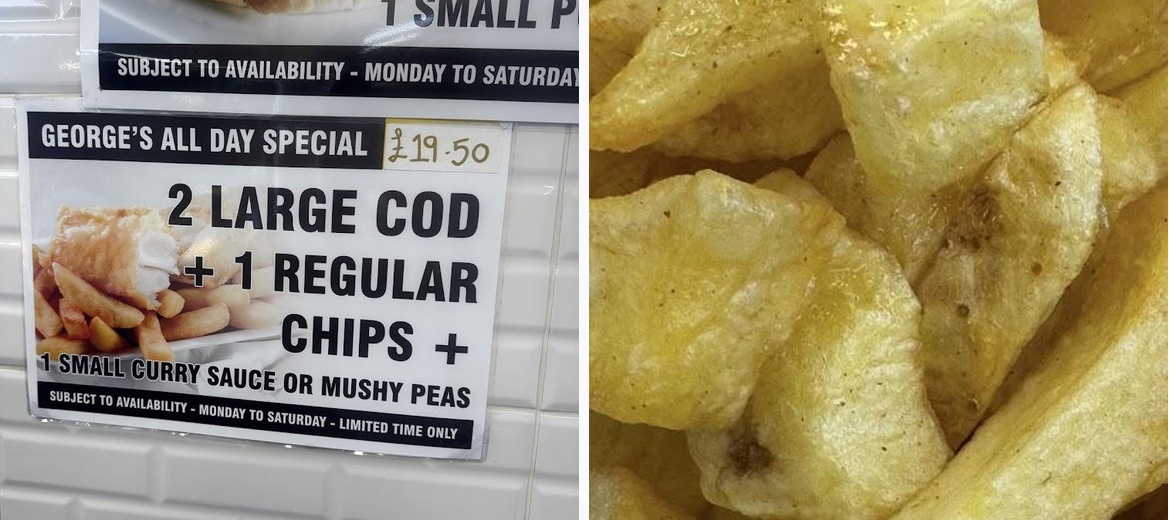 1 SMALL
SUBJECT TO AVAILABILITY - MONDAY TO SATURDAY
GEORGE'S ALL DAY SPECIAL
£19.50
2 LARGE COD
+ 1 REGULAR
CHIPS +
1 SMALL CURRY SAUCE OR MUSHY PEAS
SUBJECT TO AVAILABILITY - MONDAY TO SATURDAY - LIMITED TIME ONLY